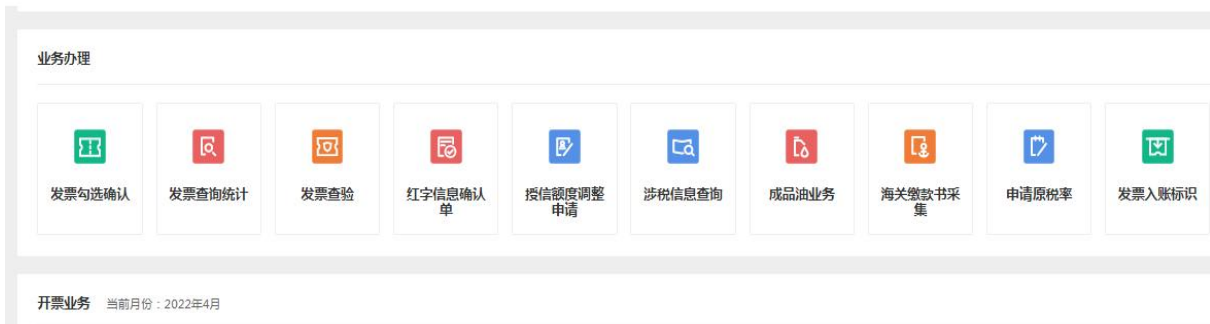 业务办理
发票勾选确认
发票查询统计
发票查验
红字信息确认
单
授信额度调整
申请
涉税信息查询
成品油业务
海关缴款书采
集
申请原税率
发票入账标识
开票业务 当前月份：2022年4月